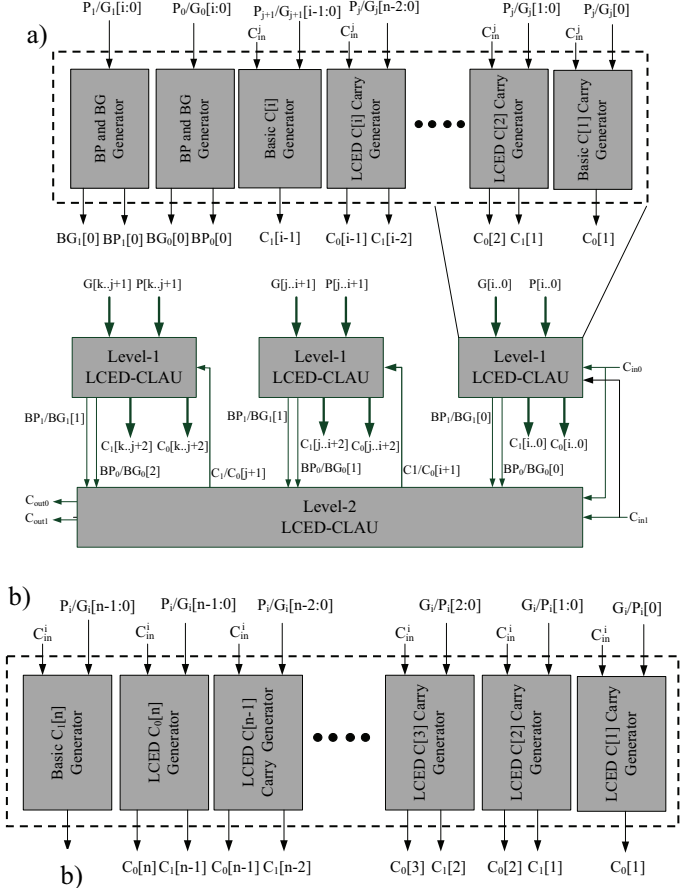 a)
P₁/G₁[i:0] P₀/G₀[i:0] Pⱼ₊₁/Gⱼ₊₁[i-1:0] Pⱼ/Gⱼ[n-2:0] Pⱼ/Gⱼ[1:0] Pⱼ/Gⱼ[0]
Cʲᵢₙ Cʲᵢₙ Cʲᵢₙ Cʲᵢₙ
BP and BG Generator
BP and BG Generator
Basic C[i] Generator
LCED C[i] Carry Generator
LCED C[2] Carry Generator
Basic C[1] Carry Generator
BG₁[0] BP₁[0] BG₀[0] BP₀[0] C₁[i-1] C₀[i-1] C₁[i-2] C₀[2] C₁[1] C₀[1]
G[k..j+1] P[k..j+1] G[j..i+1] P[j..i+1] G[i..0] P[i..0]
Level-1 LCED-CLAU
Level-1 LCED-CLAU
Level-1 LCED-CLAU
Cᵢₙ₀
BP₁/BG₁[1] C₁[k..j+2] C₀[k..j+2] BP₁/BG₁[1] C₁[j..i+2] C₀[j..i+2] BP₁/BG₁[0] C₁[i..0] C₀[i..0]
BP₀/BG₀[2] C₁/C₀[j+1] BP₀/BG₀[1] C1/C₀[i+1] BP₀/BG₀[0]
Cₒᵤₜ₀
Cₒᵤₜ₁
Level-2
LCED-CLAU
Cᵢₙ₁
b)
Pᵢ/Gᵢ[n-1:0] Pᵢ/Gᵢ[n-1:0] Pᵢ/Gᵢ[n-2:0] Gᵢ/Pᵢ[2:0] Gᵢ/Pᵢ[1:0] Gᵢ/Pᵢ[0]
Cⁱᵢₙ Cⁱᵢₙ Cⁱᵢₙ Cⁱᵢₙ Cⁱᵢₙ Cⁱᵢₙ
Basic C₁[n] Generator
LCED C₀[n] Generator
LCED C[n-1] Carry Generator
LCED C[3] Carry Generator
LCED C[2] Carry Generator
LCED C[1] Carry Generator
C₀[n] C₁[n-1] C₀[n-1] C₁[n-2] C₀[3] C₁[2] C₀[2] C₁[1] C₀[1]
b)